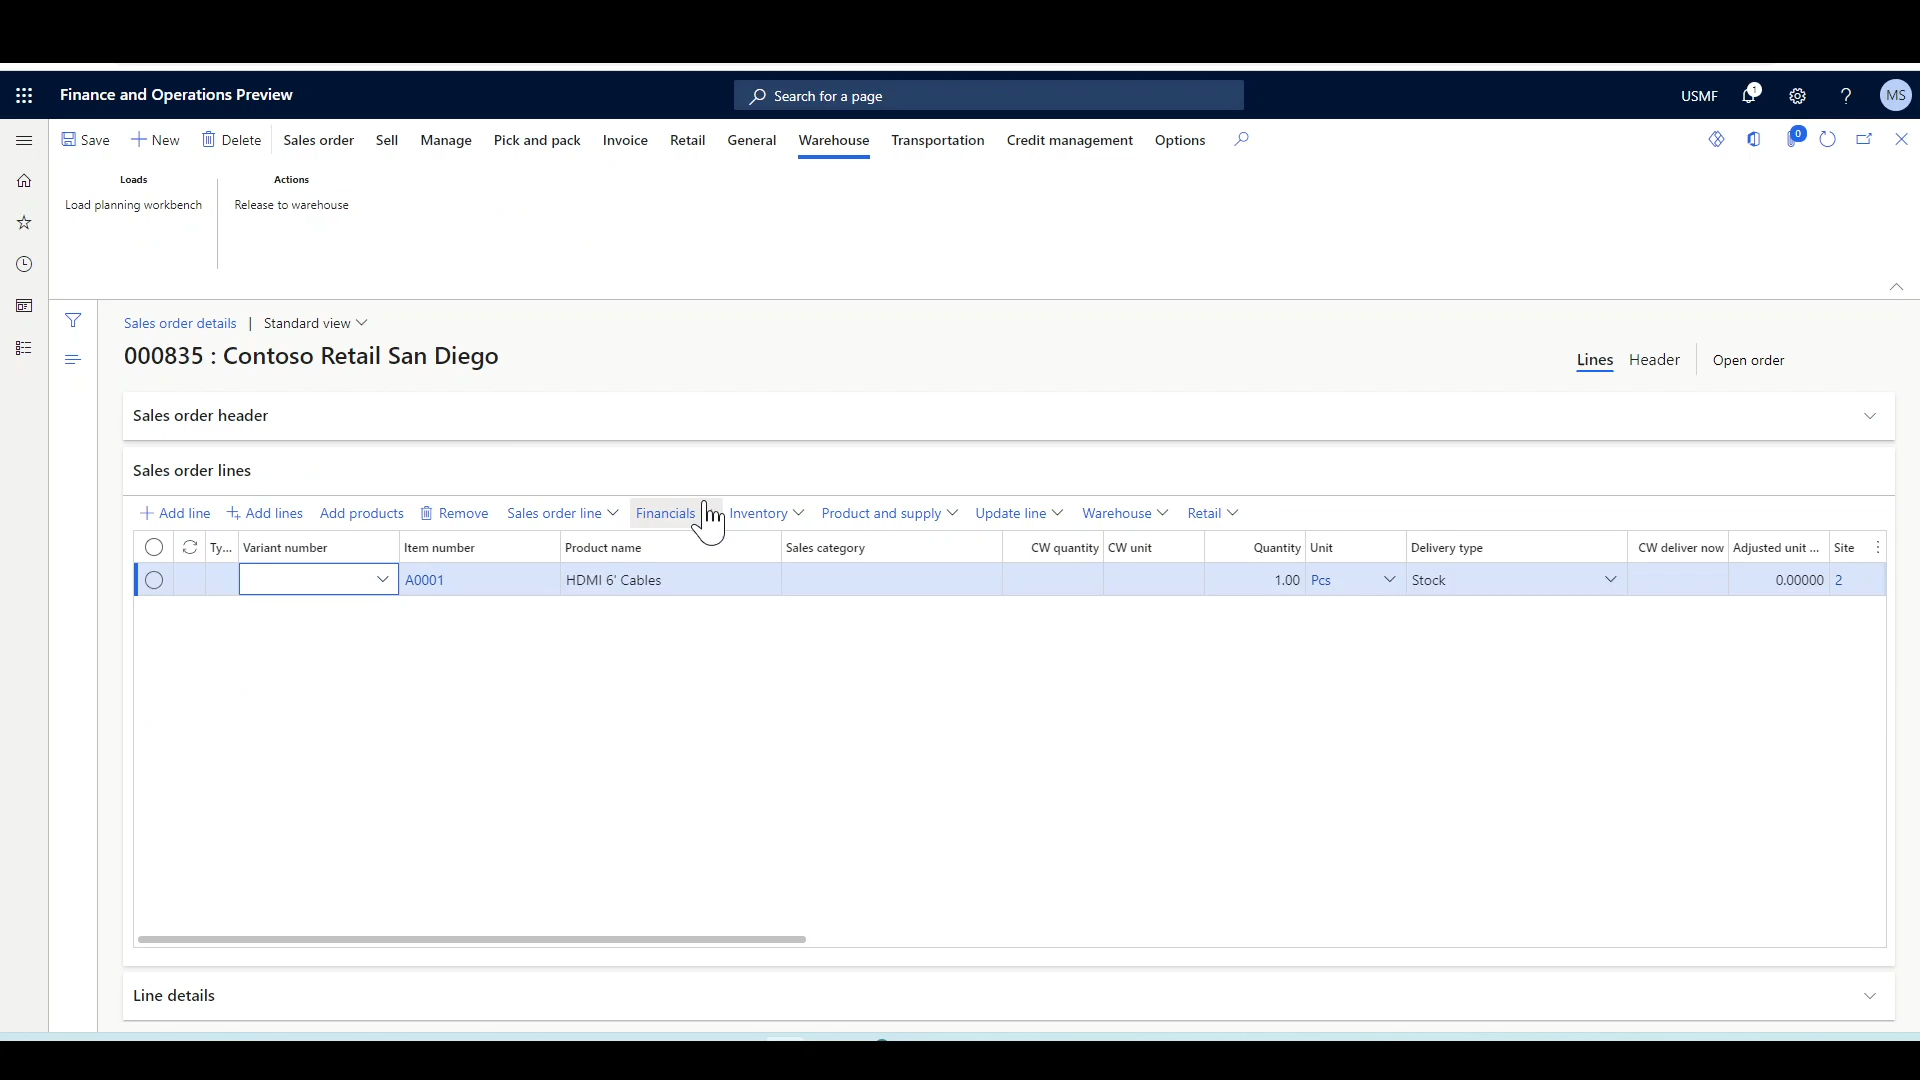 Finance and Operations Preview
Search for a page
USMF
1
?
MS
Save New Delete Sales order Sell Manage Pick and pack Invoice Retail General Warehouse Transportation Credit management Options
0
Loads
Load planning workbench
Actions
Release to warehouse
Sales order details | Standard view
000835 : Contoso Retail San Diego
Lines Header Open order
Sales order header
Sales order lines
+ Add line Add lines Add products Remove Sales order line Financials Inventory Product and supply Update line Warehouse Retail
Ty... Variant number Item number Product name Sales category CW quantity CW unit Quantity Unit Delivery type CW deliver now Adjusted unit ... Site
A0001 HDMI 6' Cables 1.00 Pcs Stock 0.00000 2
Line details